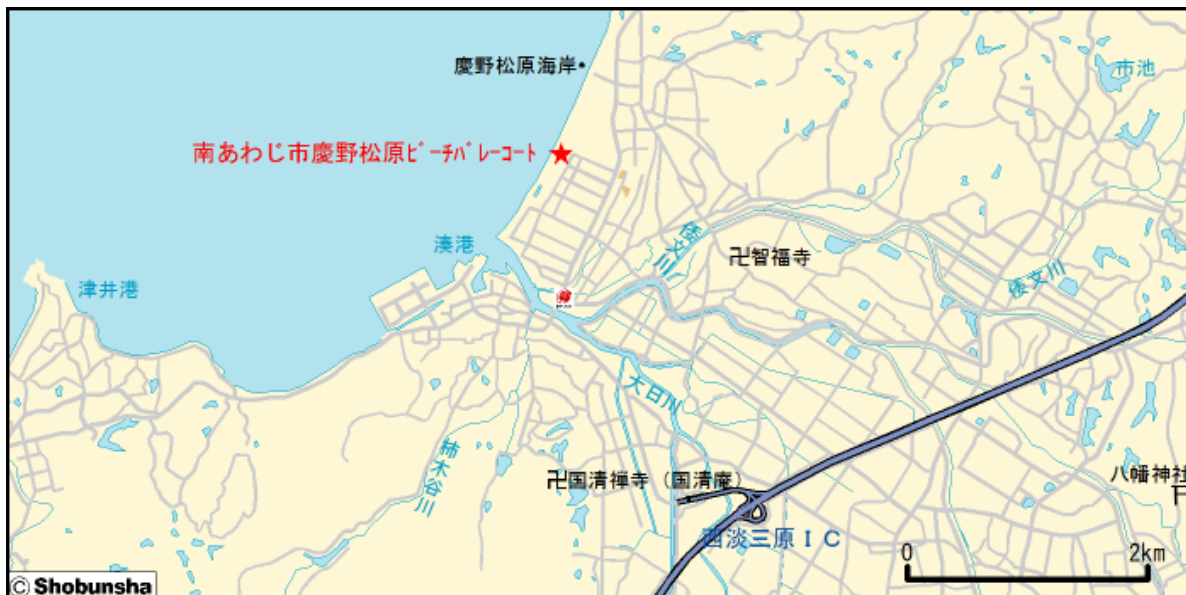 慶野松原海岸
市池
南あわじ市慶野松原ﾋﾞｰﾁﾊﾞﾚｰｺｰﾄ
倭文川
湊港
卍智福寺
倭文川
津井港
大日川
柿木谷川
卍国清禅寺（国清庵）
八幡神社
西淡三原ＩＣ
0
2km
© Shobunsha